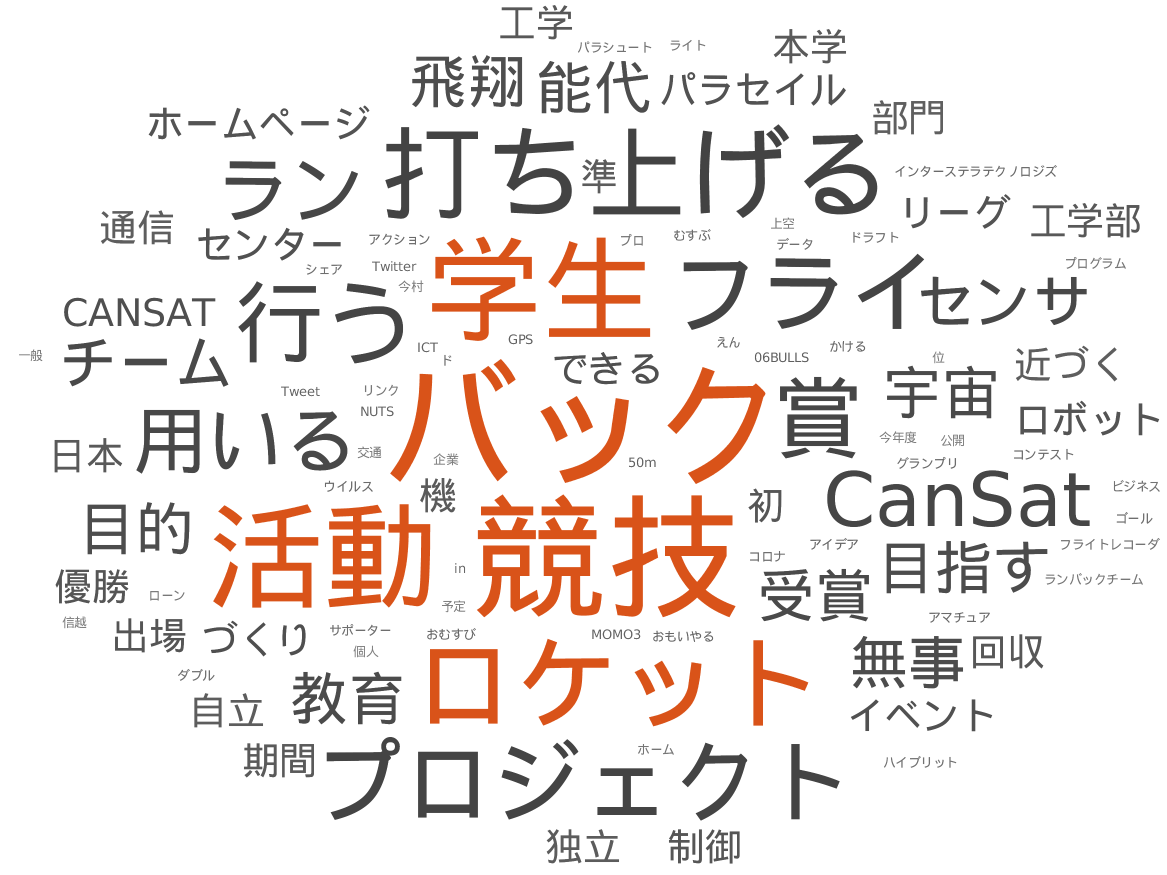 工学
パラシュート
ライト
本学
飛翔
能代
パラセイル
部門
ホームページ
打ち上げる
準
ラン
インターステラテクノロジズ
リーグ
工学部
通信
センター
アクション
プロ
むすぶ
上空
データ
ドラフト
シェア
Twitter
今村
学生
フライ
センサ
プログラム
CANSAT
行う
一般
チーム
ICT
ド
GPS
できる
えん
06BULLS
かける
位
近づく
宇宙
Tweet
リンク
NUTS
バック
賞
ロボット
日本
用いる
交通
企業
50m
今年度
公開
コンテスト
グランプリ
ウイルス
機
初
CanSat
ビジネス
ゴール
目的
活動
競技
コロナ
アイデア
目指す
フライトレコーダ
ランバックチーム
優勝
ローン
in
予定
受賞
アマチュア
信越
出場
づくり
サポーター
個人
おむすび
MOMO3
おもいやる
無事
回収
ダブル
自立
教育
ロケット
イベント
期間
プロジェクト
ホーム
ハイブリット
独立
制御